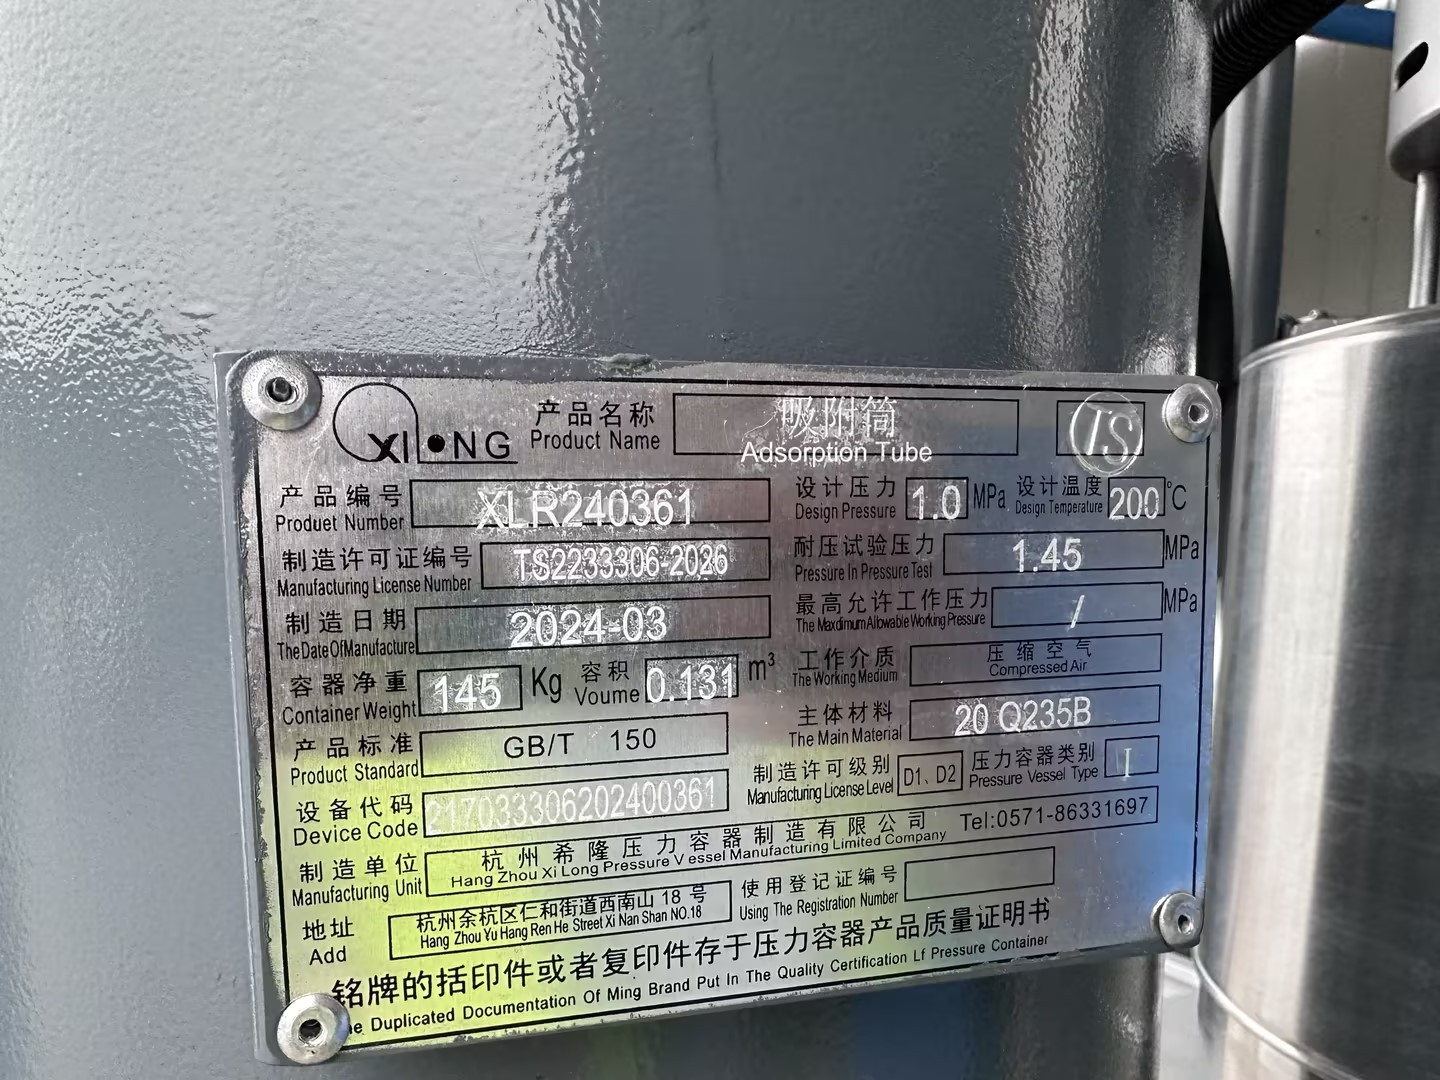 XILONG
产品名称 吸附筒
Product Name Adsorption Tube
TS
产品编号 XLR240361
Produet Number
设计压力 1.0 MPa 设计温度 200 ℃
Design Pressure Design Temperature
制造许可证编号 TS2233306-2026
Manufacturing License Number
耐压试验压力 1.45 MPa
Pressure In Pressure Test
制造日期 2024-03
The Date Of Manufacture
最高允许工作压力 / MPa
The Maxdimum Allowable Working Pressure
容器净重 145 Kg 容积 0.131 m³
Container Weight Voume
工作介质 压缩空气
The Working Medium Compressed Air
产品标准 GB/T 150
Product Standard
主体材料 20 Q235B
The Main Material
设备代码 217033306202400361
Device Code
制造许可级别 D1、D2 压力容器类别 I
Manufacturing License Level Pressure Vessel Type
制造单位 杭州希隆压力容器制造有限公司 Tel:0571-86331697
Manufacturing Unit Hang Zhou Xi Long Pressure V essel Manufacturing Limited Company
地址 杭州余杭区仁和街道西南山 18 号
Add Hang Zhou Yu Hang Ren He Street Xi Nan Shan NO.18
使用登记证编号
Using The Registration Number
铭牌的括印件或者复印件存于压力容器产品质量证明书
he Duplicated Documentation Of Ming Brand Put In The Quality Certification Lf Pressure Container